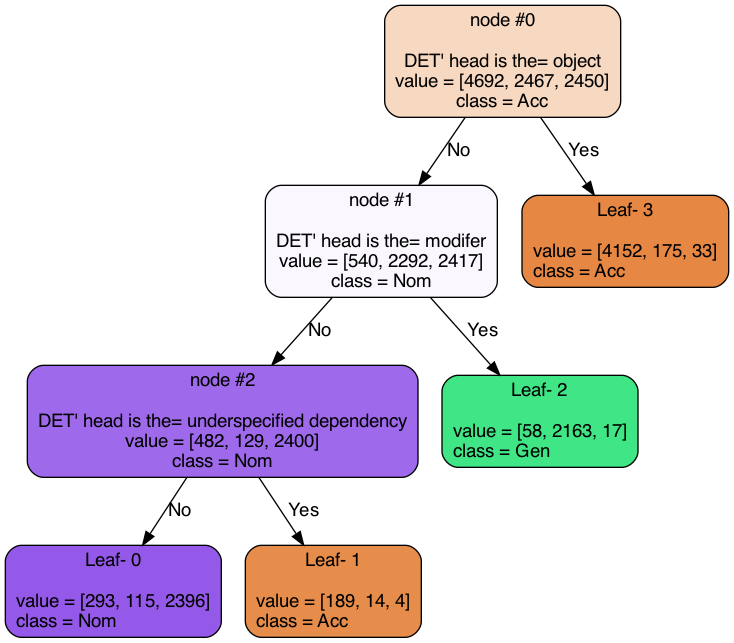 node #0
DET' head is the= object
value = [4692, 2467, 2450]
class = Acc
No
Yes
node #1
DET' head is the= modifer
value = [540, 2292, 2417]
class = Nom
Leaf- 3
value = [4152, 175, 33]
class = Acc
No
Yes
node #2
DET' head is the= underspecified dependency
value = [482, 129, 2400]
class = Nom
Leaf- 2
value = [58, 2163, 17]
class = Gen
No
Yes
Leaf- 0
value = [293, 115, 2396]
class = Nom
Leaf- 1
value = [189, 14, 4]
class = Acc